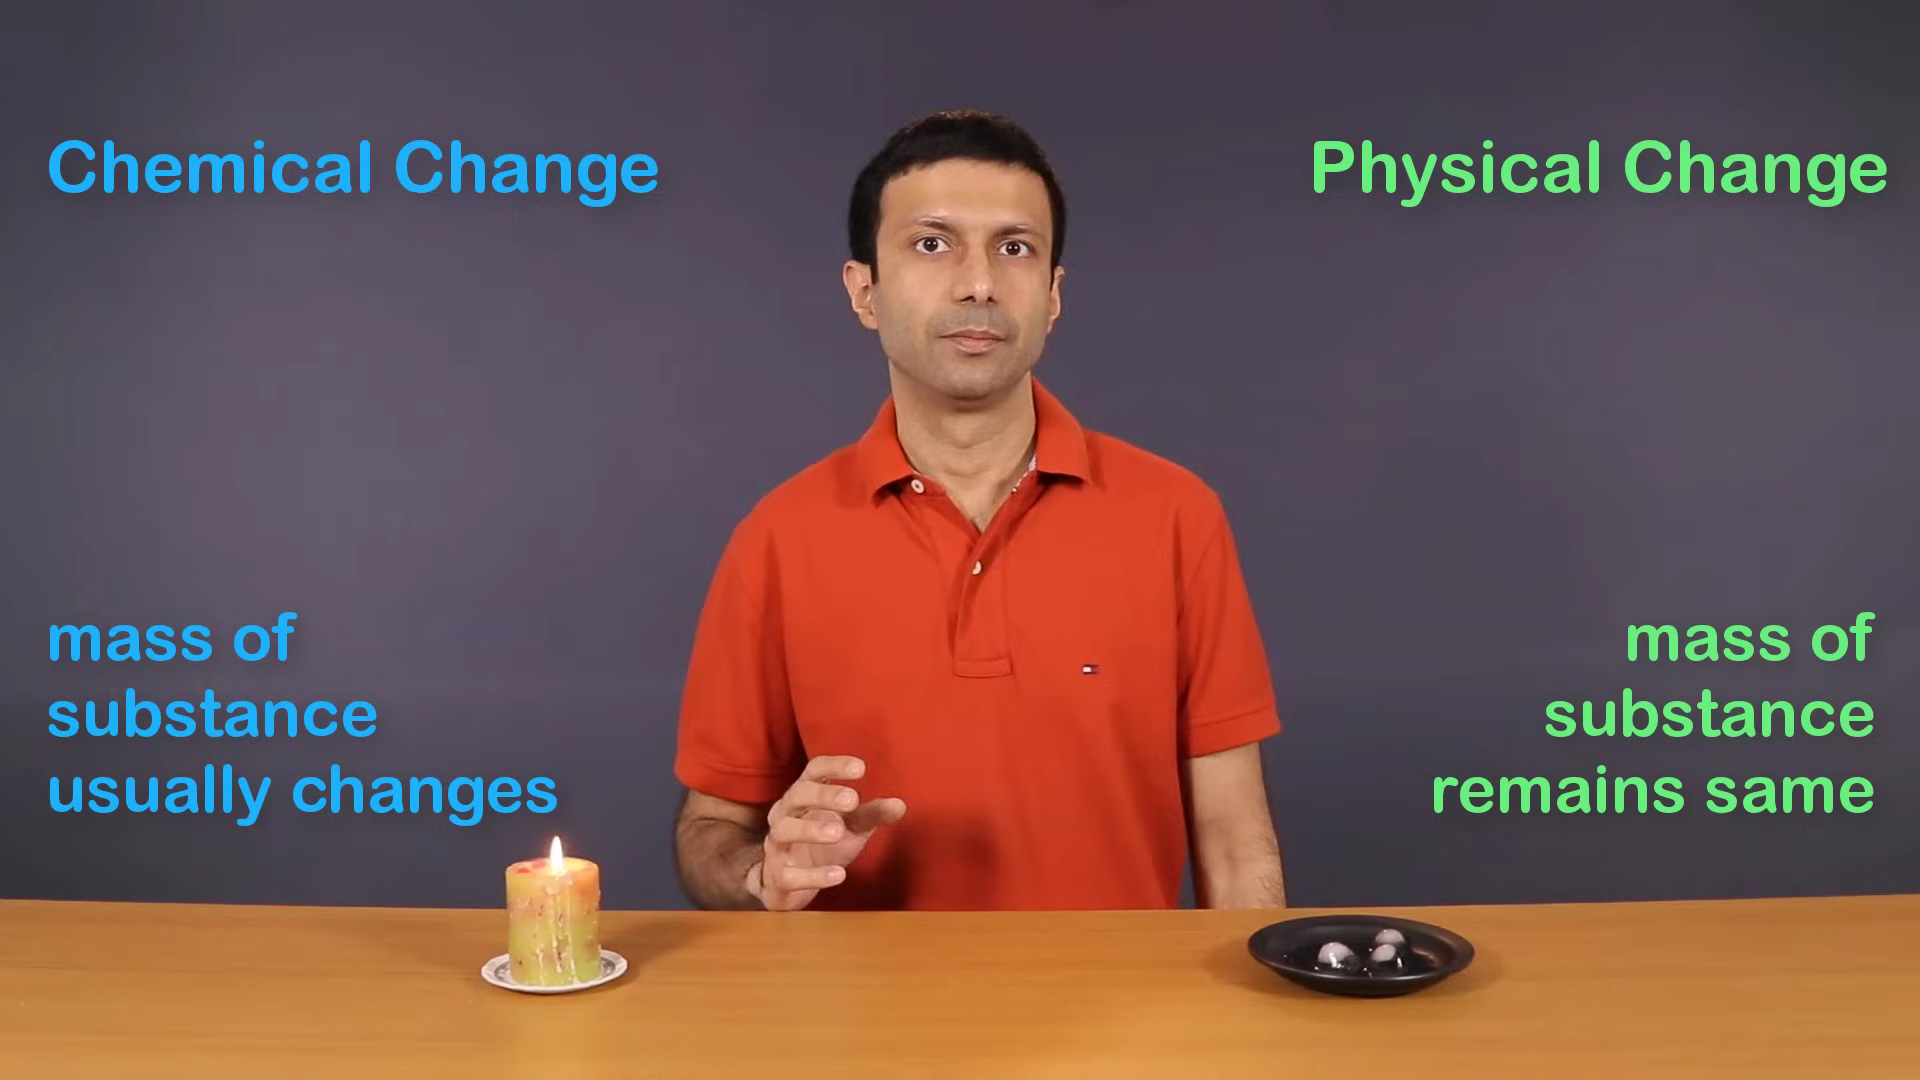 Chemical Change
mass of
substance
usually changes
Physical Change
mass of
substance
remains same